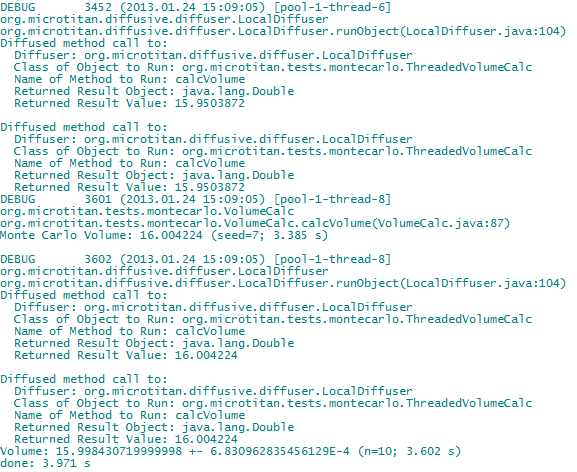 DEBUG 3452 (2013.01.24 15:09:05) [pool-1-thread-6]
org.microtitan.diffusive.diffuser.LocalDiffuser
org.microtitan.diffusive.diffuser.LocalDiffuser.runObject(LocalDiffuser.java:104)
Diffused method call to:
Diffuser: org.microtitan.diffusive.diffuser.LocalDiffuser
Class of Object to Run: org.microtitan.tests.montecarlo.ThreadedVolumeCalc
Name of Method to Run: calcVolume
Returned Result Object: java.lang.Double
Returned Result Value: 15.9503872
Diffused method call to:
Diffuser: org.microtitan.diffusive.diffuser.LocalDiffuser
Class of Object to Run: org.microtitan.tests.montecarlo.ThreadedVolumeCalc
Name of Method to Run: calcVolume
Returned Result Object: java.lang.Double
Returned Result Value: 15.9503872
DEBUG 3601 (2013.01.24 15:09:05) [pool-1-thread-8]
org.microtitan.tests.montecarlo.VolumeCalc
org.microtitan.tests.montecarlo.VolumeCalc.calcVolume(VolumeCalc.java:87)
Monte Carlo Volume: 16.004224 (seed=7; 3.385 s)
DEBUG 3602 (2013.01.24 15:09:05) [pool-1-thread-8]
org.microtitan.diffusive.diffuser.LocalDiffuser
org.microtitan.diffusive.diffuser.LocalDiffuser.runObject(LocalDiffuser.java:104)
Diffused method call to:
Diffuser: org.microtitan.diffusive.diffuser.LocalDiffuser
Class of Object to Run: org.microtitan.tests.montecarlo.ThreadedVolumeCalc
Name of Method to Run: calcVolume
Returned Result Object: java.lang.Double
Returned Result Value: 16.004224
Diffused method call to:
Diffuser: org.microtitan.diffusive.diffuser.LocalDiffuser
Class of Object to Run: org.microtitan.tests.montecarlo.ThreadedVolumeCalc
Name of Method to Run: calcVolume
Returned Result Object: java.lang.Double
Returned Result Value: 16.004224
Volume: 15.998430719999998 +- 6.830962835456129E-4 (n=10; 3.602 s)
done: 3.971 s